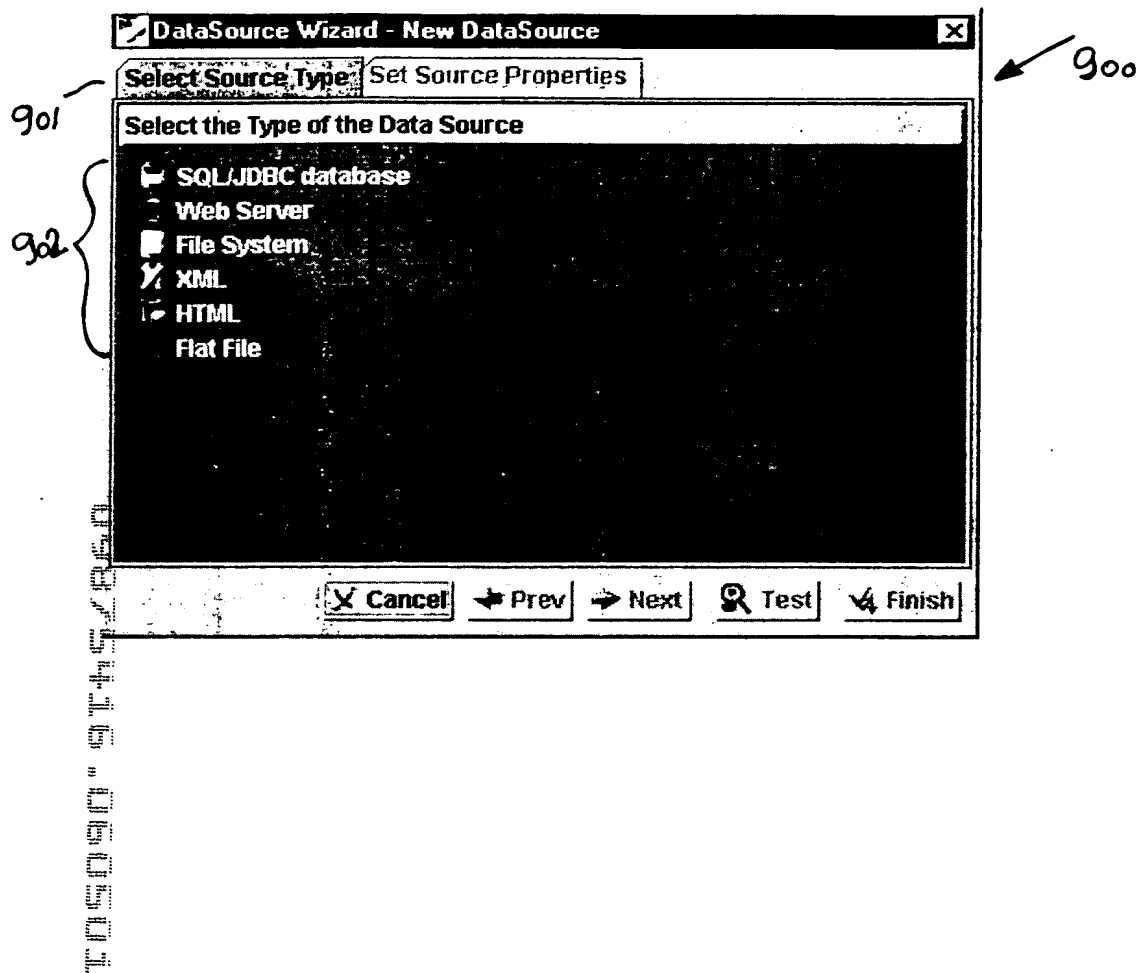 DataSource Wizard - New DataSource
900
Select Source Type Set Source Properties
901
Select the Type of the Data Source
902
SQL/JDBC database
Web Server
File System
XML
HTML
Flat File
Cancel Prev Next Test Finish